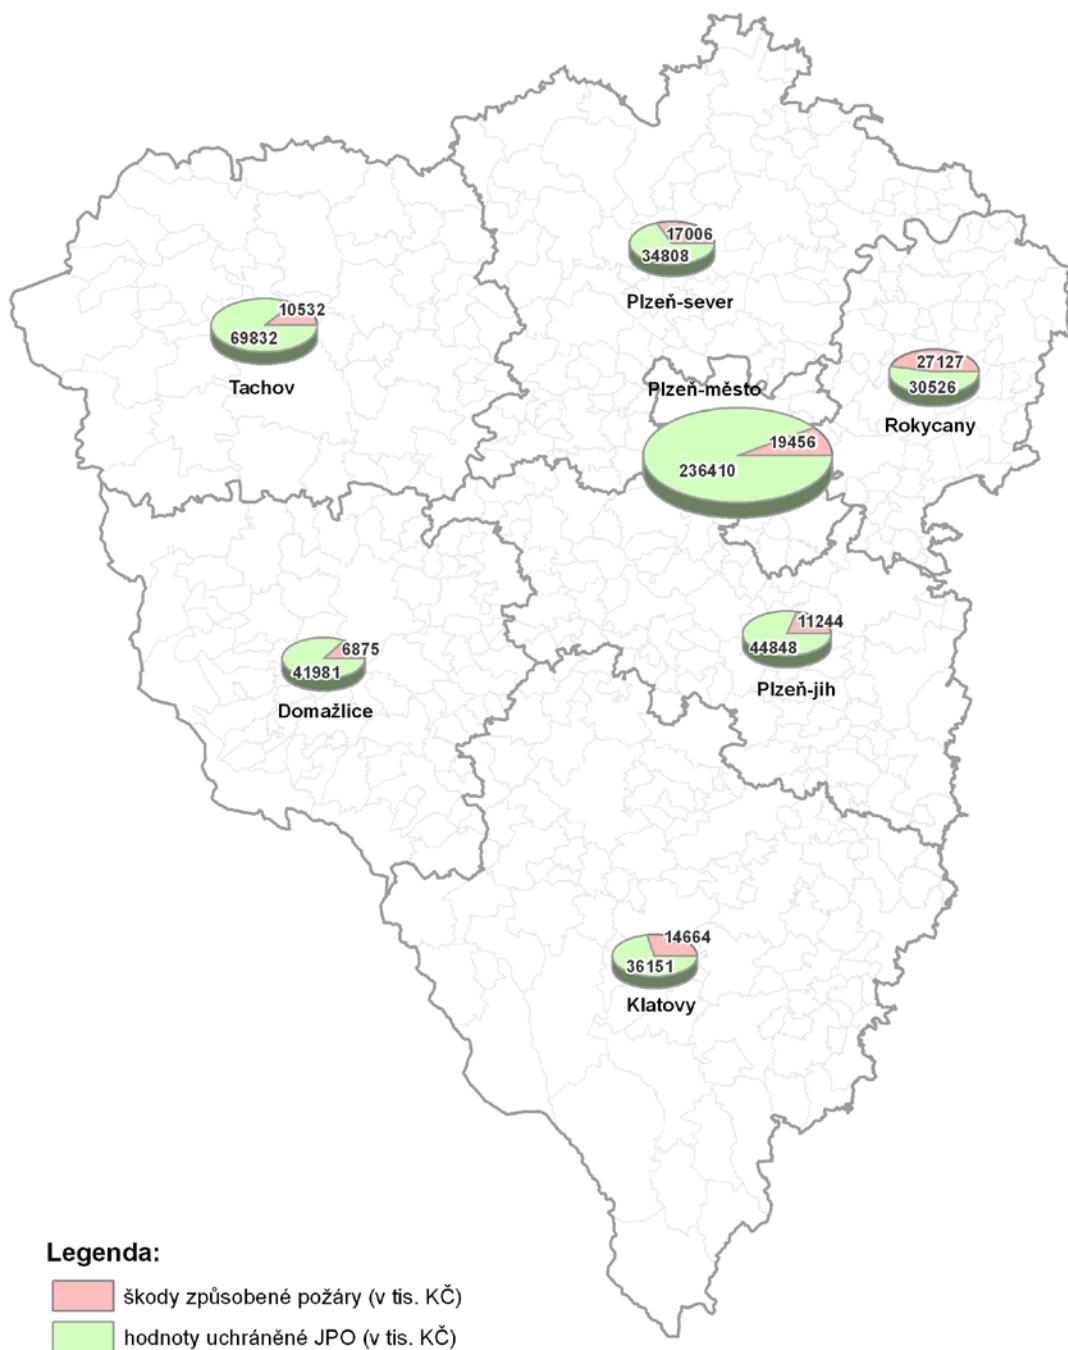 17006
34808
Plzeň-sever
10532
69832
Tachov
27127
30526
Rokycany
Plzeň-město
19456
236410
11244
44848
Plzeň-jih
6875
41981
Domažlice
14664
36151
Klatovy
Legenda:
škody způsobené požáry (v tis. KČ)
hodnoty uchráněné JPO (v tis. KČ)